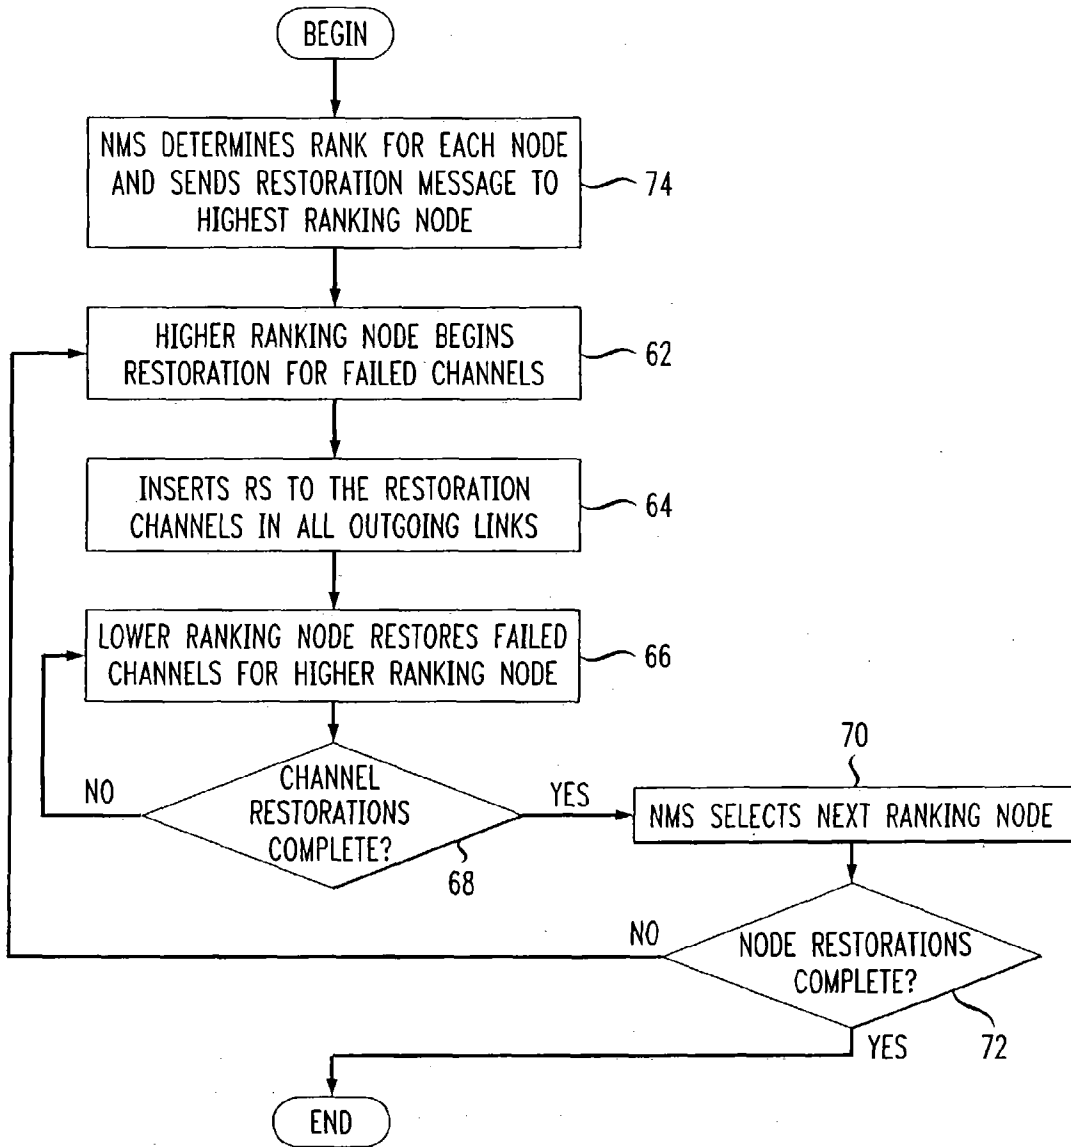 BEGIN
NMS DETERMINES RANK FOR EACH NODE
AND SENDS RESTORATION MESSAGE TO
HIGHEST RANKING NODE
74
HIGHER RANKING NODE BEGINS
RESTORATION FOR FAILED CHANNELS
62
INSERTS RS TO THE RESTORATION
CHANNELS IN ALL OUTGOING LINKS
64
LOWER RANKING NODE RESTORES FAILED
CHANNELS FOR HIGHER RANKING NODE
66
NO
CHANNEL
RESTORATIONS
COMPLETE?
68
YES
70
NMS SELECTS NEXT RANKING NODE
NO
NODE RESTORATIONS
COMPLETE?
72
YES
END